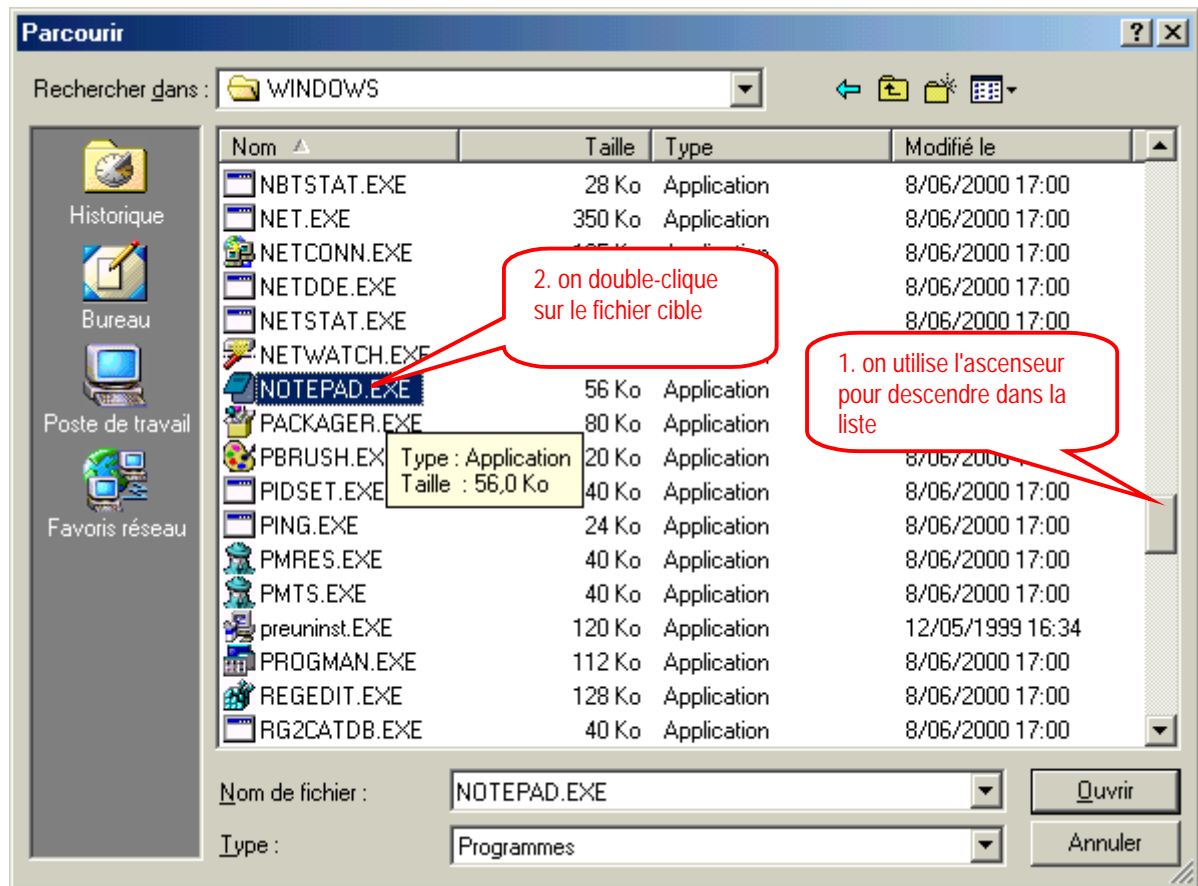 Parcourir
Rechercher dans : WINDOWS
Nom Taille Type Modifié le
NBTSTAT.EXE 28 Ko Application 8/06/2000 17:00
NET.EXE 350 Ko Application 8/06/2000 17:00
NETCONN.EXE 8/06/2000 17:00
NETDDE.EXE 8/06/2000 17:00
NETSTAT.EXE 8/06/2000 17:00
NETWATCH.EXE
NOTEPAD.EXE 56 Ko Application
PACKAGER.EXE 80 Ko Application
PBRUSH.EX 20 Ko Application 8/06/2000
PIDSET.EXE 40 Ko Application 8/06/2000 17:00
PING.EXE 24 Ko Application 8/06/2000 17:00
PMRES.EXE 40 Ko Application 8/06/2000 17:00
PMTS.EXE 40 Ko Application 8/06/2000 17:00
preuninst.EXE 120 Ko Application 12/05/1999 16:34
PROGMAN.EXE 112 Ko Application 8/06/2000 17:00
REGEDIT.EXE 128 Ko Application 8/06/2000 17:00
RG2CATDB.EXE 40 Ko Application 8/06/2000 17:00
Historique
Bureau
Poste de travail
Favoris réseau
2. on double-clique
sur le fichier cible
1. on utilise l'ascenseur
pour descendre dans la
liste
Type : Application
Taille : 56,0 Ko
Nom de fichier : NOTEPAD.EXE Ouvrir
Type : Programmes Annuler